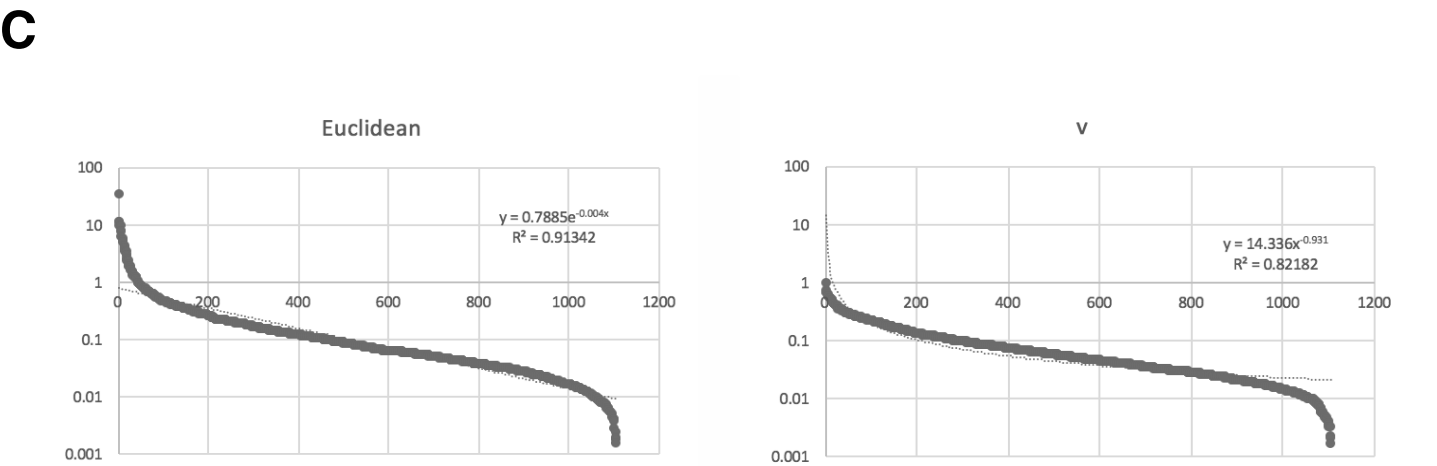 C
Euclidean
100
10
1
0.1
0.01
0.001
0 200 400 600 800 1000 1200
y = 0.7885e^-0.004x
R² = 0.91342
v
100
10
1
0.1
0.01
0.001
0 200 400 600 800 1000 1200
y = 14.336x^-0.931
R² = 0.82182